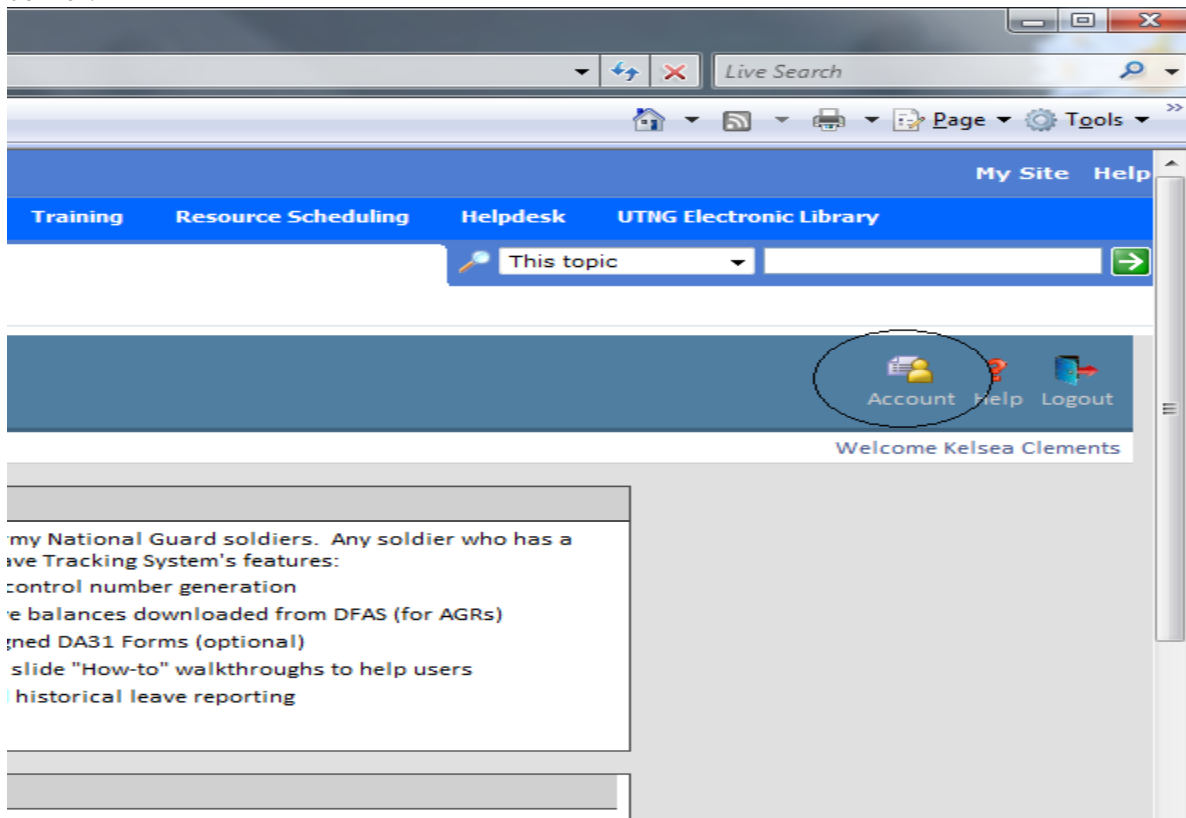 Live Search
Page Tools
My Site Help
Training Resource Scheduling Helpdesk UTNG Electronic Library
This topic
Account Help Logout
Welcome Kelsea Clements
rmy National Guard soldiers. Any soldier who has a
ave Tracking System's features:
control number generation
e balances downloaded from DFAS (for AGRs)
gned DA31 Forms (optional)
slide "How-to" walkthroughs to help users
historical leave reporting